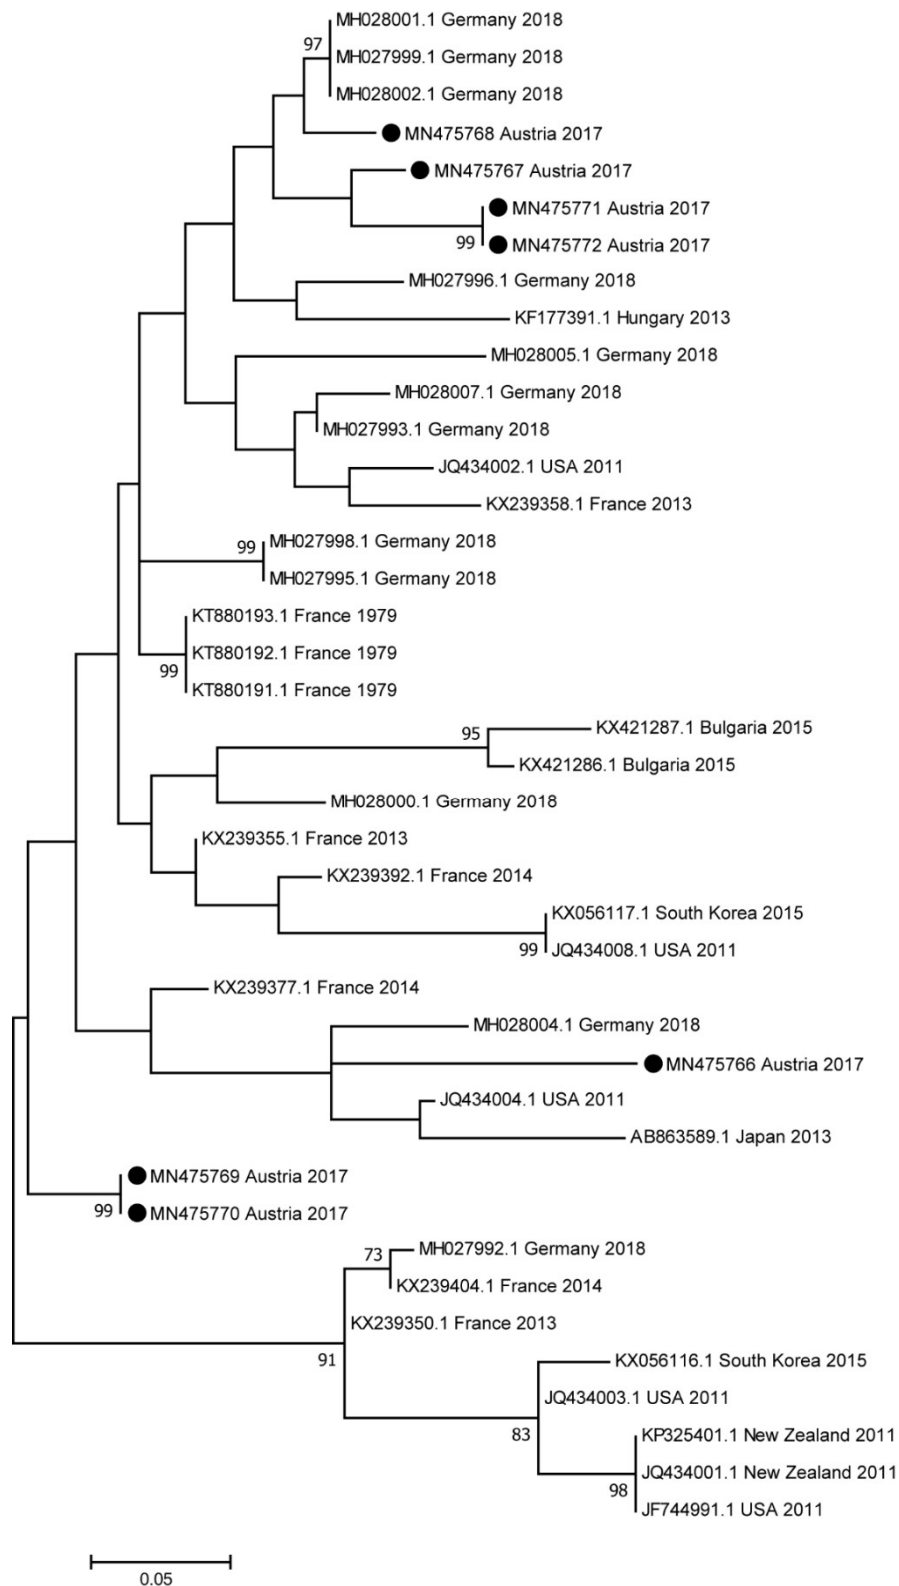 MH028001.1 Germany 2018
97
MH027999.1 Germany 2018
MH028002.1 Germany 2018
MN475768 Austria 2017
MN475767 Austria 2017
MN475771 Austria 2017
99
MN475772 Austria 2017
MH027996.1 Germany 2018
KF177391.1 Hungary 2013
MH028005.1 Germany 2018
MH028007.1 Germany 2018
MH027993.1 Germany 2018
JQ434002.1 USA 2011
KX239358.1 France 2013
99
MH027998.1 Germany 2018
MH027995.1 Germany 2018
KT880193.1 France 1979
KT880192.1 France 1979
99
KT880191.1 France 1979
95
KX421287.1 Bulgaria 2015
KX421286.1 Bulgaria 2015
MH028000.1 Germany 2018
KX239355.1 France 2013
KX239392.1 France 2014
KX056117.1 South Korea 2015
99
JQ434008.1 USA 2011
KX239377.1 France 2014
MH028004.1 Germany 2018
MN475766 Austria 2017
JQ434004.1 USA 2011
AB863589.1 Japan 2013
MN475769 Austria 2017
99
MN475770 Austria 2017
73
MH027992.1 Germany 2018
KX239404.1 France 2014
KX239350.1 France 2013
91
KX056116.1 South Korea 2015
JQ434003.1 USA 2011
83
KP325401.1 New Zealand 2011
JQ434001.1 New Zealand 2011
98
JF744991.1 USA 2011
0.05